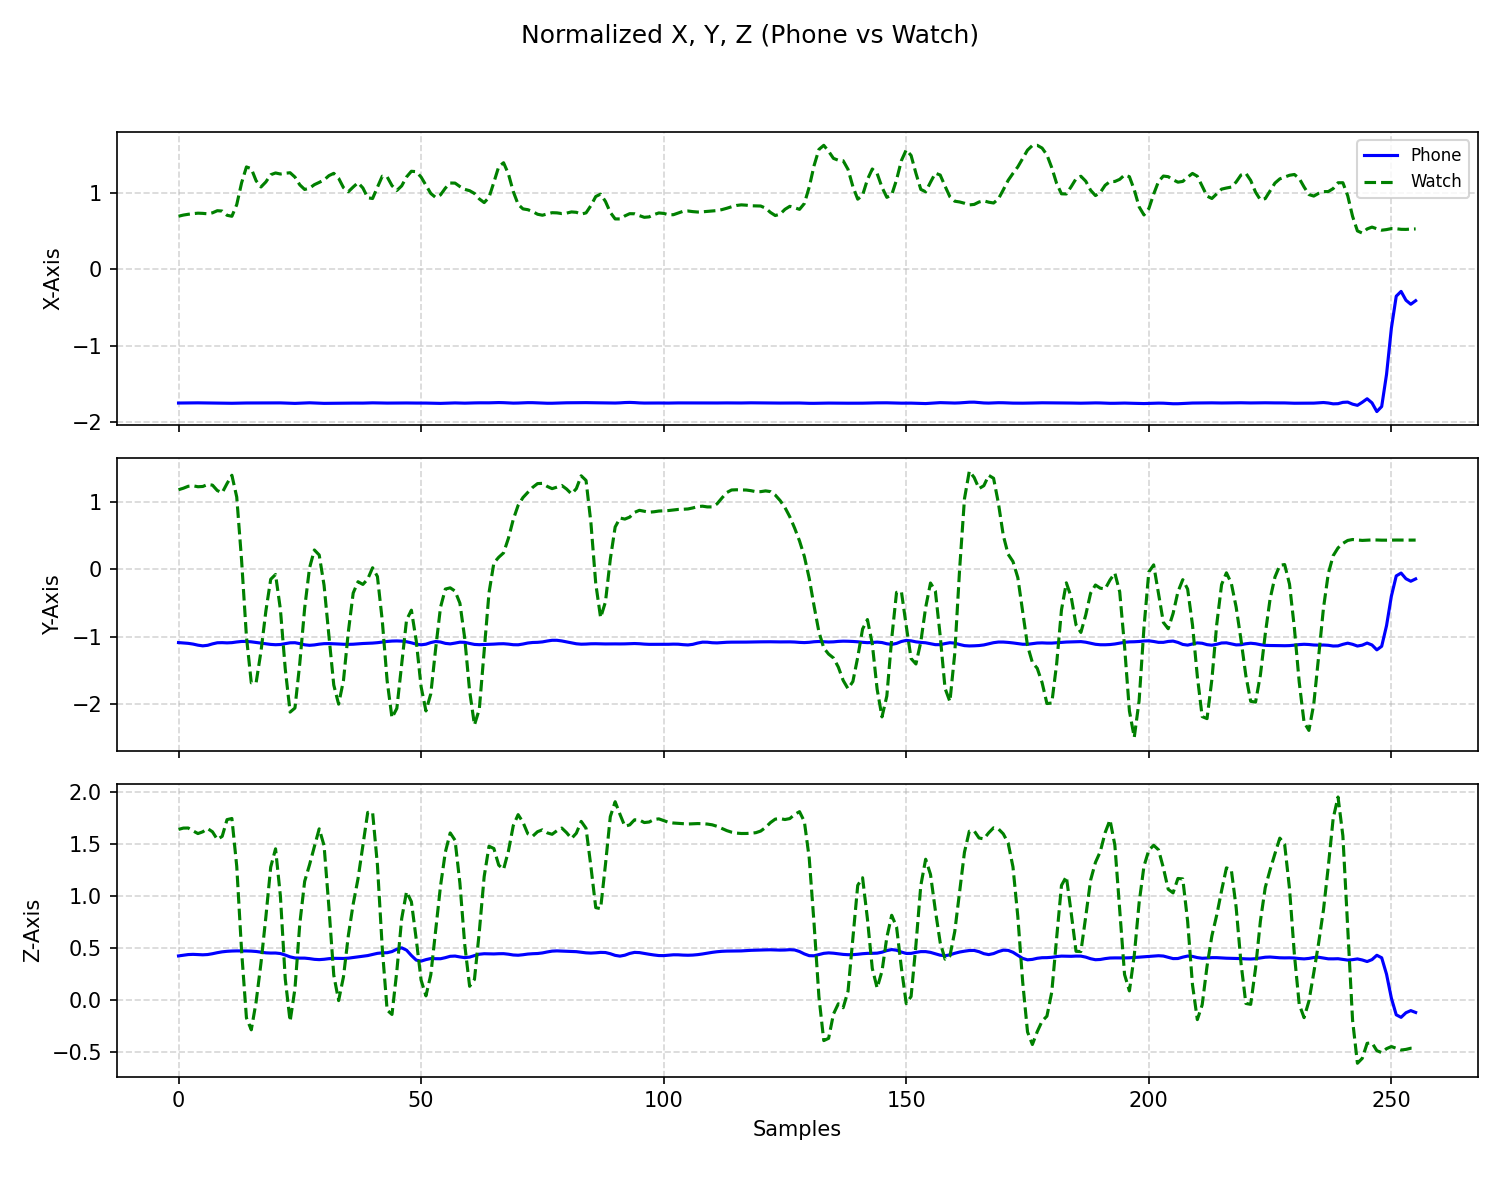 Normalized X, Y, Z (Phone vs Watch)
Phone
Watch
1
0
−1
−2
X-Axis
1
0
−1
−2
Y-Axis
2.0
1.5
1.0
0.5
0.0
−0.5
Z-Axis
0 50 100 150 200 250
Samples